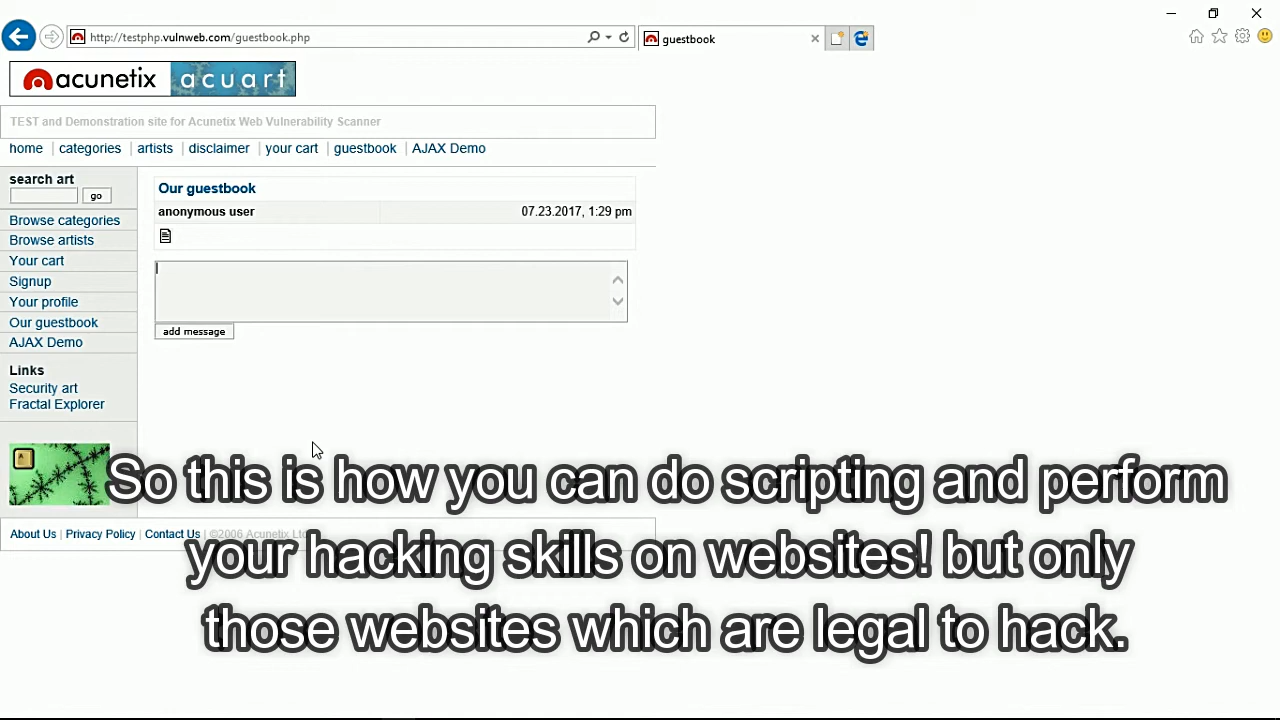 http://testphp.vulnweb.com/guestbook.php
guestbook
acunetix acuart
TEST and Demonstration site for Acunetix Web Vulnerability Scanner
home | categories | artists | disclaimer | your cart | guestbook | AJAX Demo
search art
go
Browse categories
Browse artists
Your cart
Signup
Your profile
Our guestbook
AJAX Demo
Links
Security art
Fractal Explorer
Our guestbook
anonymous user 07.23.2017, 1:29 pm
add message
About Us | Privacy Policy | Contact Us | ©2006 Acunetix Ltd
So this is how you can do scripting and perform
your hacking skills on websites! but only
those websites which are legal to hack.